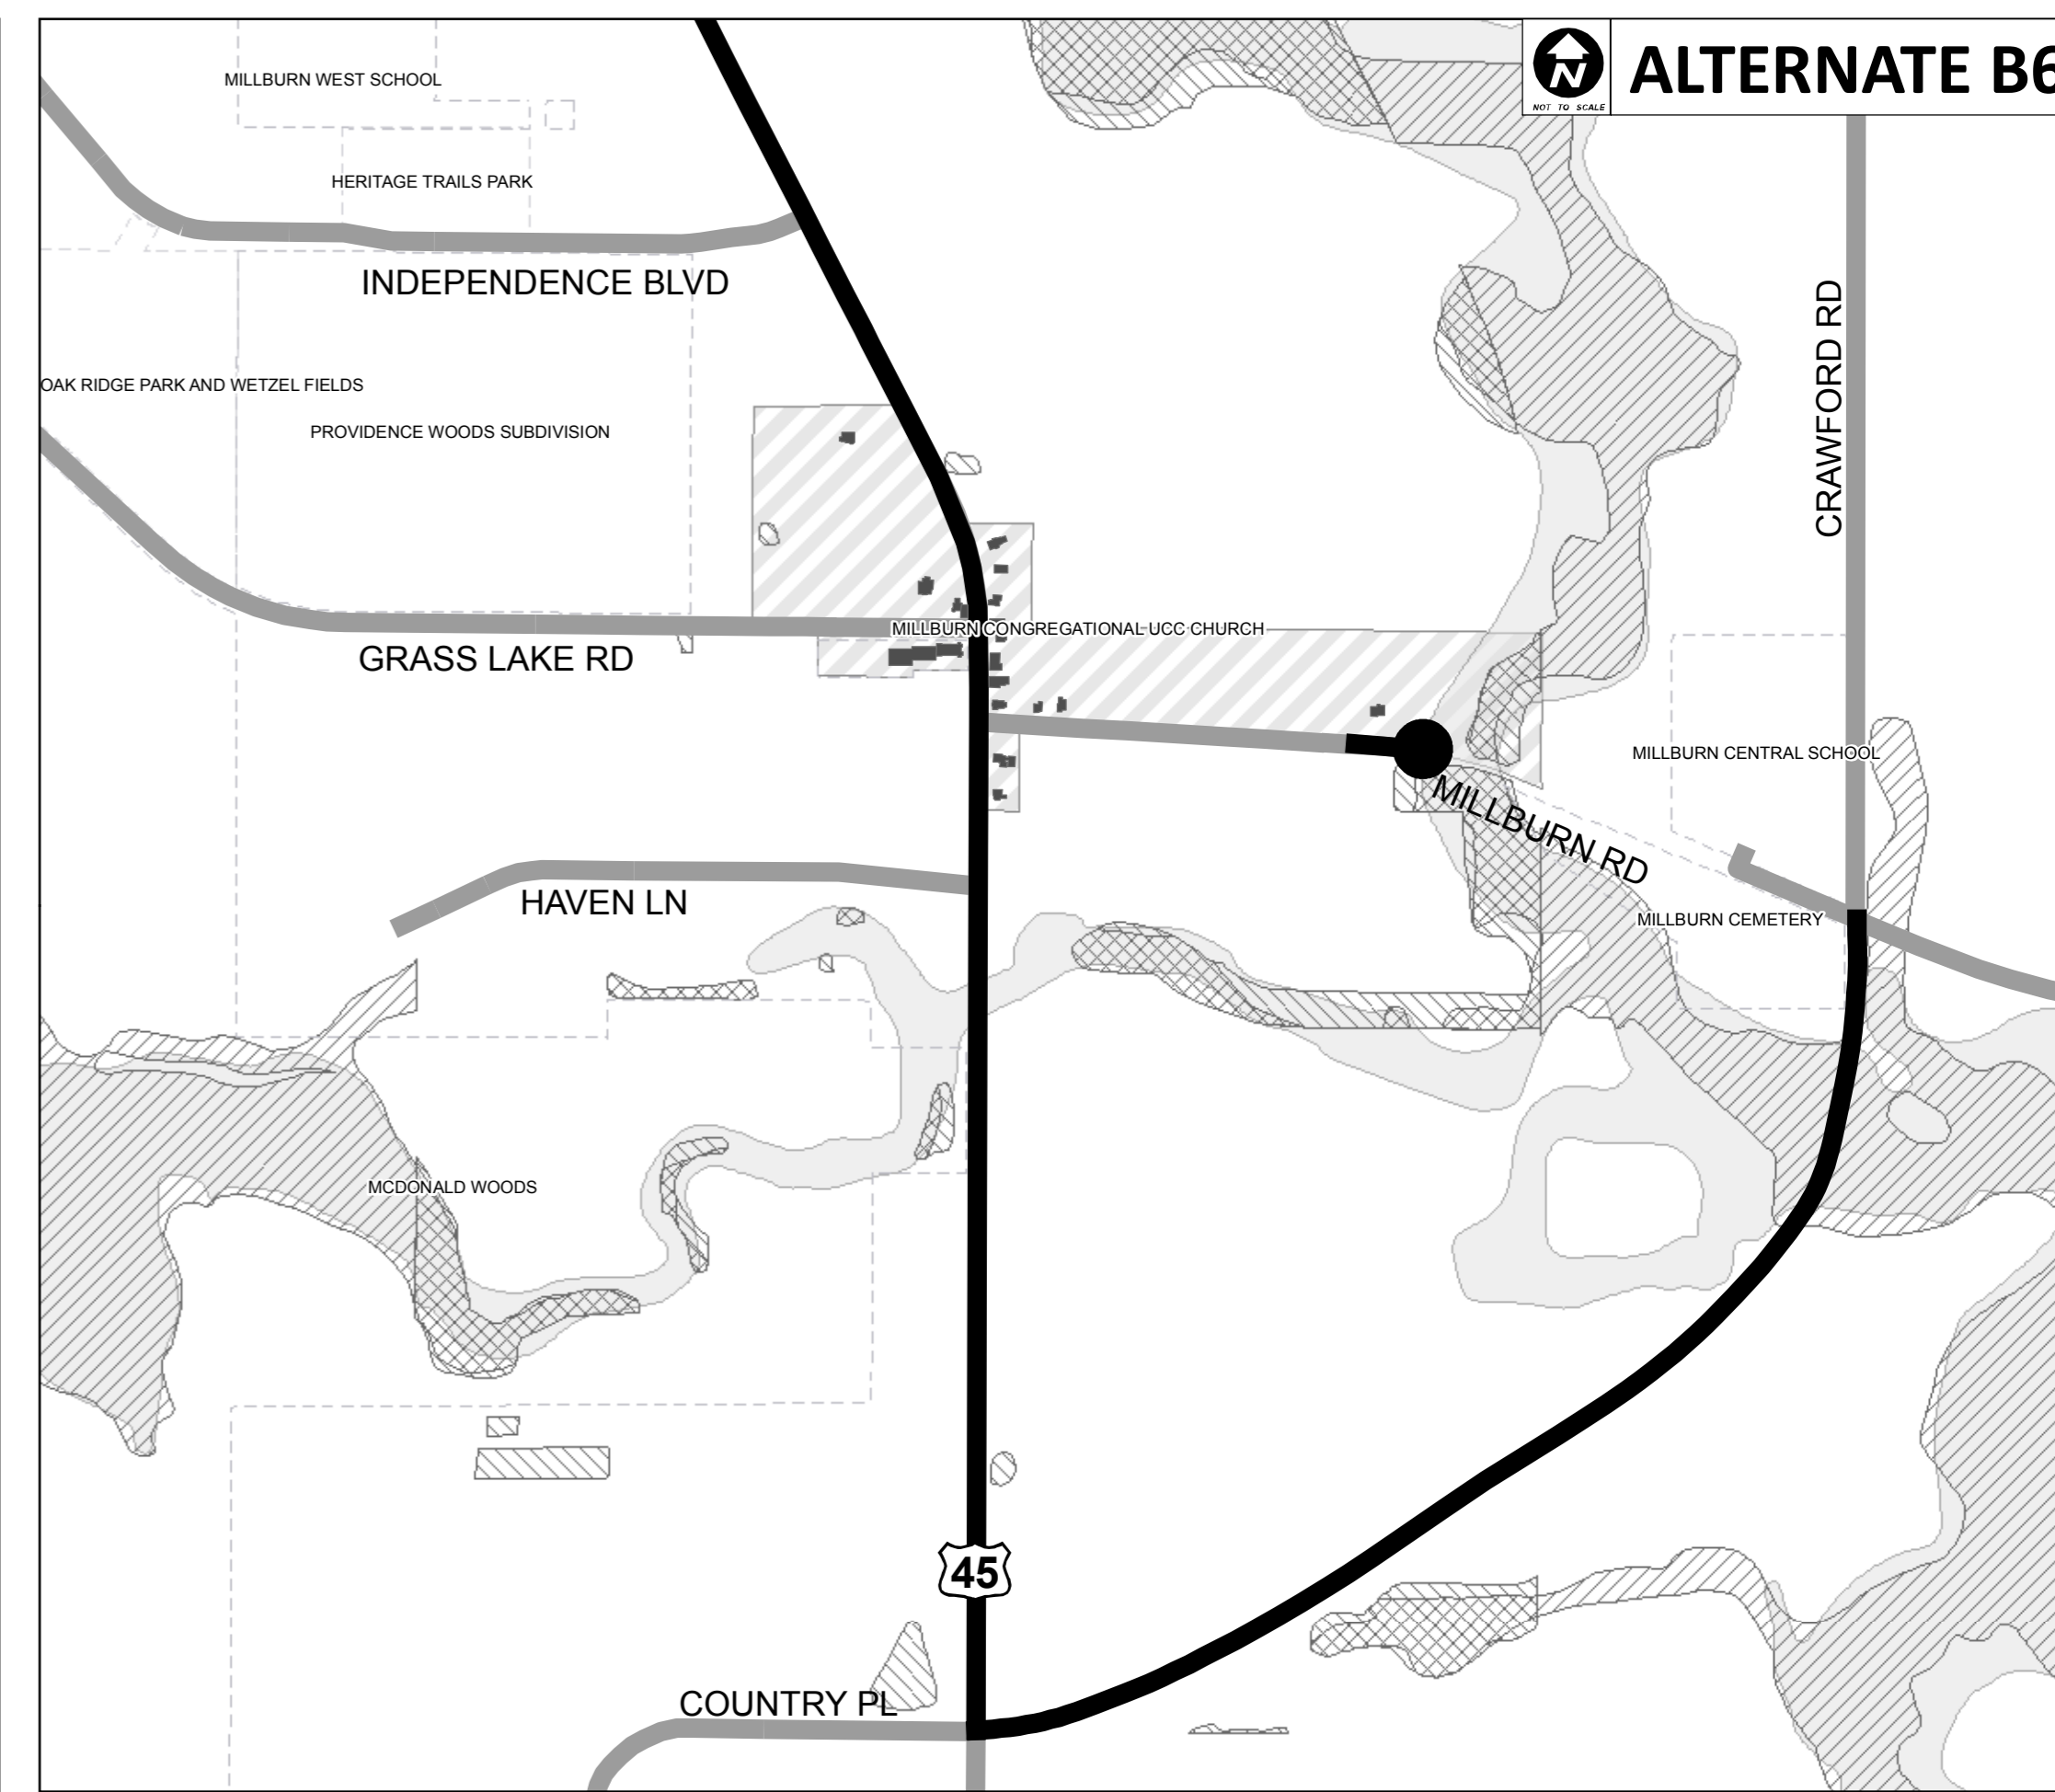 N
NOT TO SCALE
ALTERNATE B6
MILLBURN WEST SCHOOL
HERITAGE TRAILS PARK
INDEPENDENCE BLVD
CRAWFORD RD
OAK RIDGE PARK AND WETZEL FIELDS
PROVIDENCE WOODS SUBDIVISION
MILLBURN CONGREGATIONAL UCC CHURCH
GRASS LAKE RD
MILLBURN CENTRAL SCHOOL
MILLBURN RD
HAVEN LN
MILLBURN CEMETERY
MCDONALD WOODS
45
COUNTRY PL